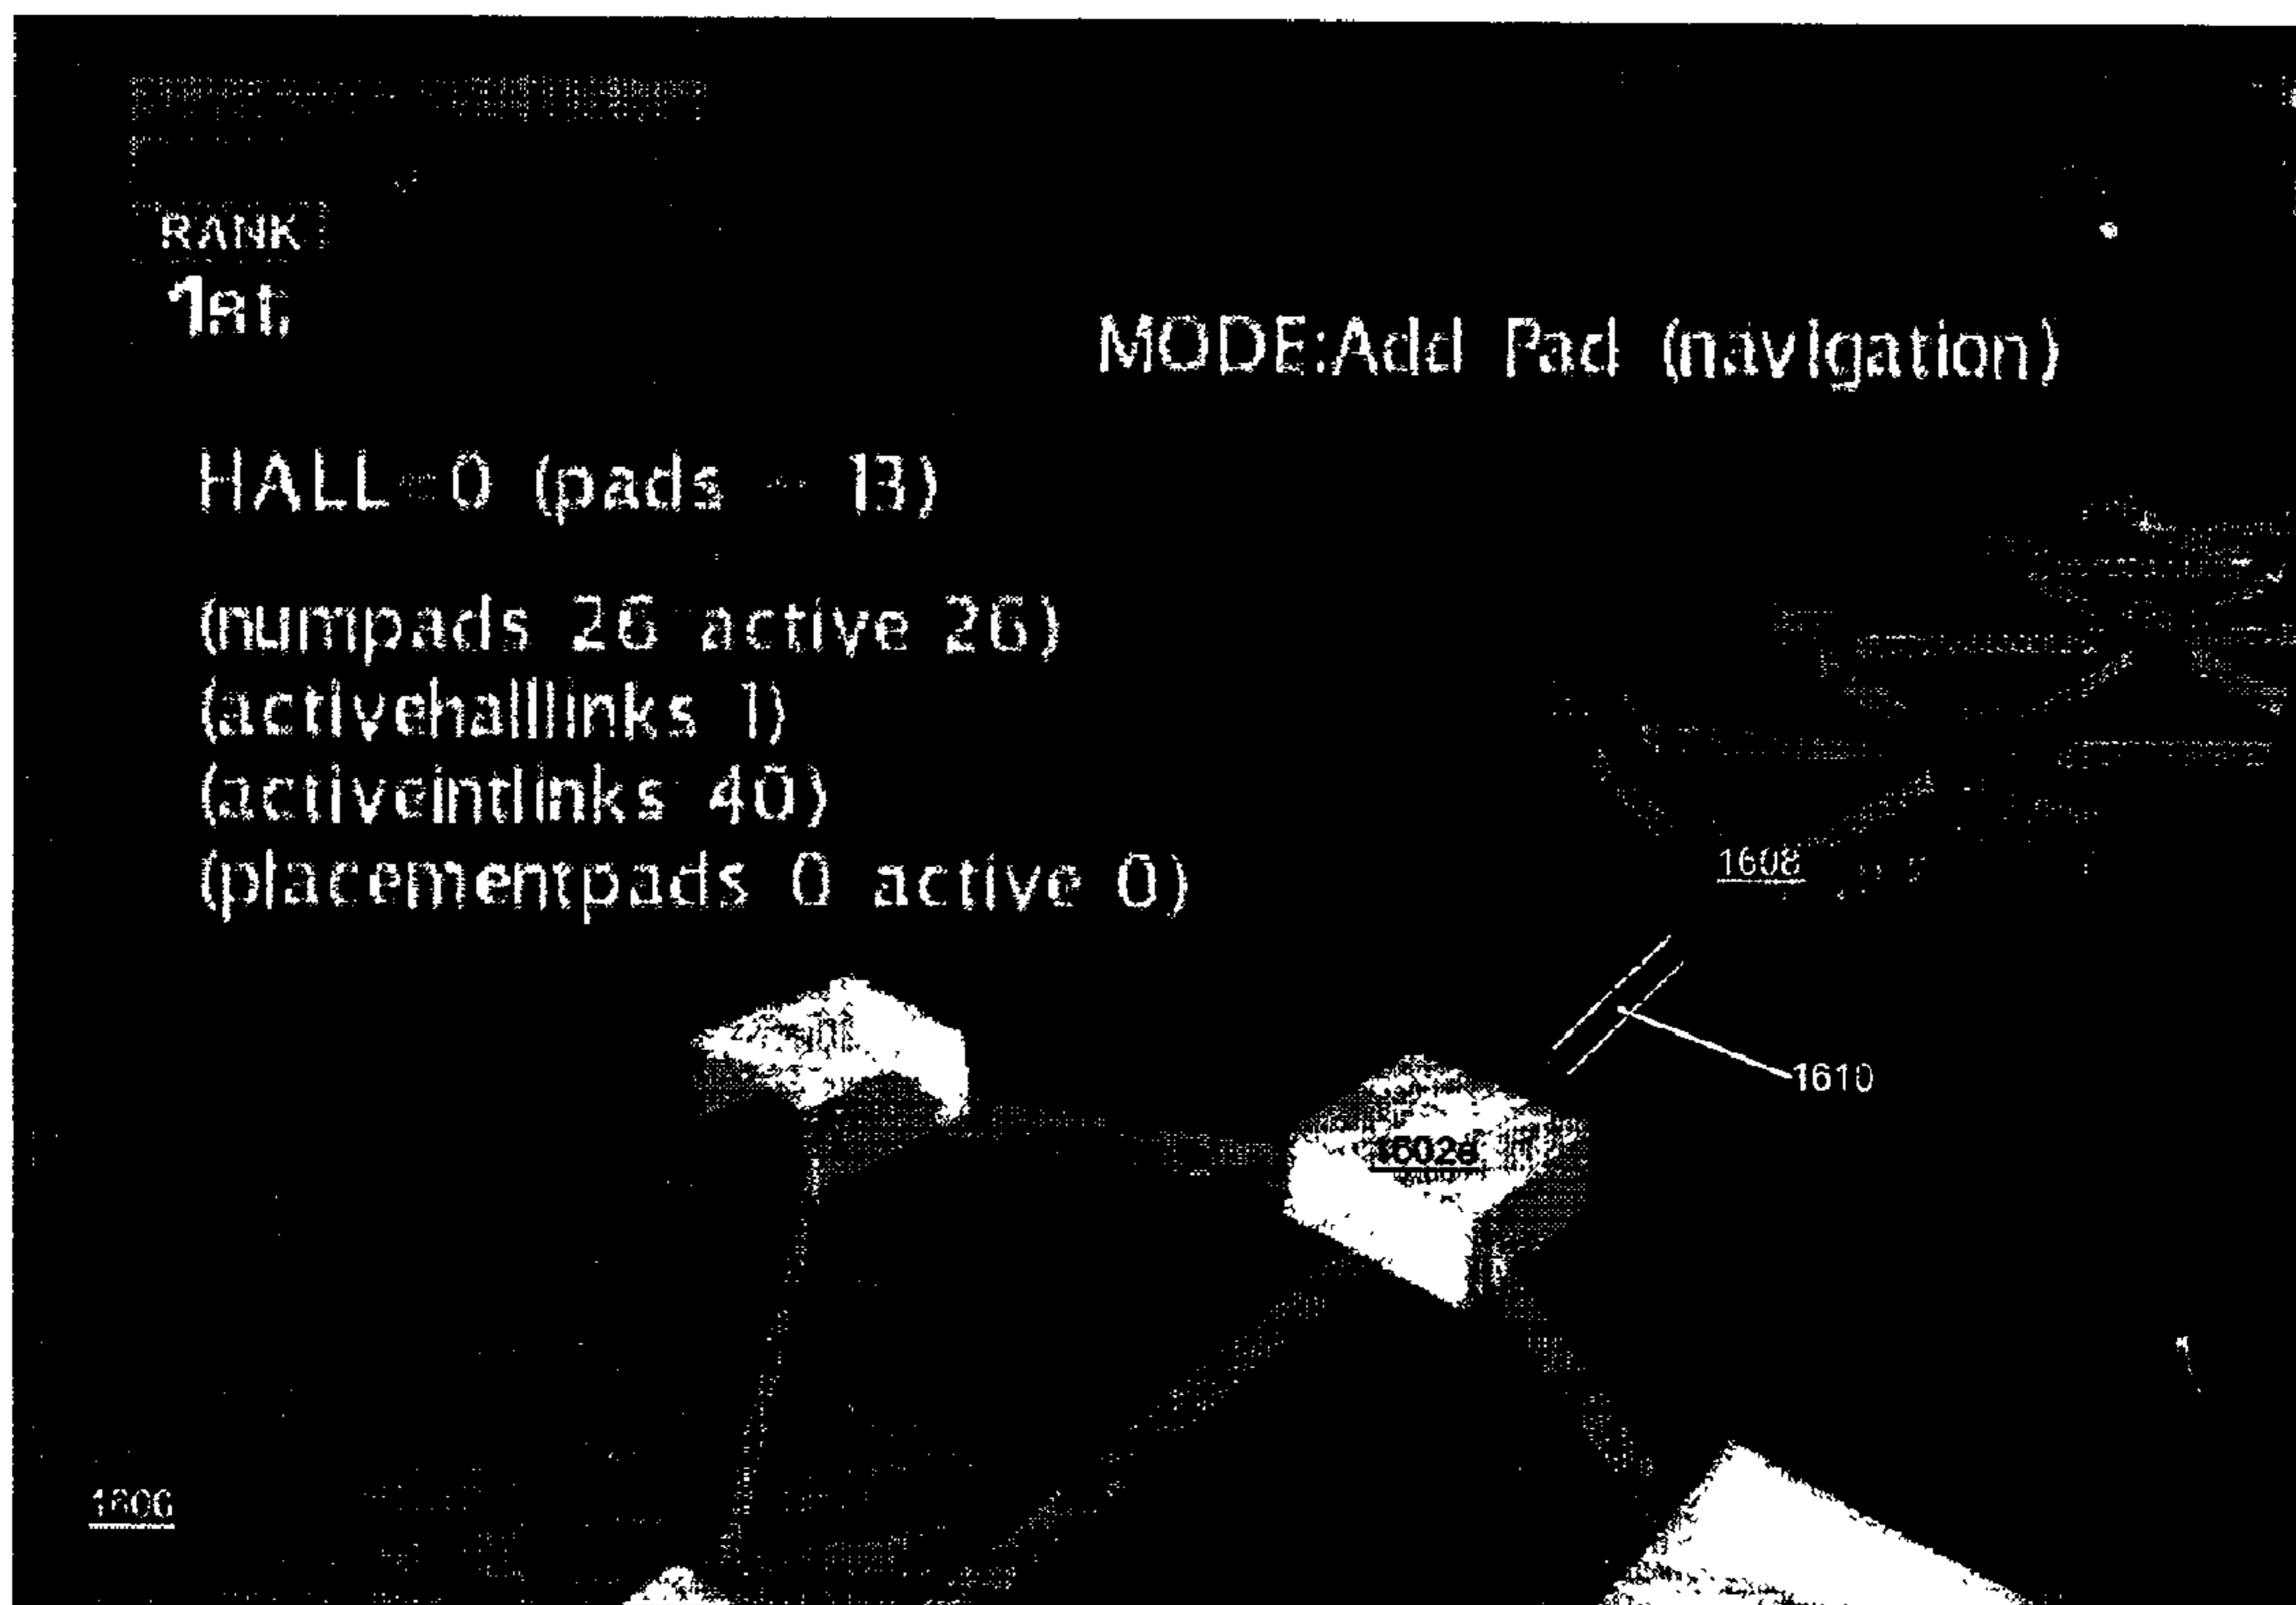 RANK
1st
MODE:Add Pad (navigation)
HALL=0 (pads - 13)
(numpads 26 active 26)
(activehalllinks 1)
(activeintlinks 40)
(placementpads 0 active 0)
1608
1610
1602a
1606